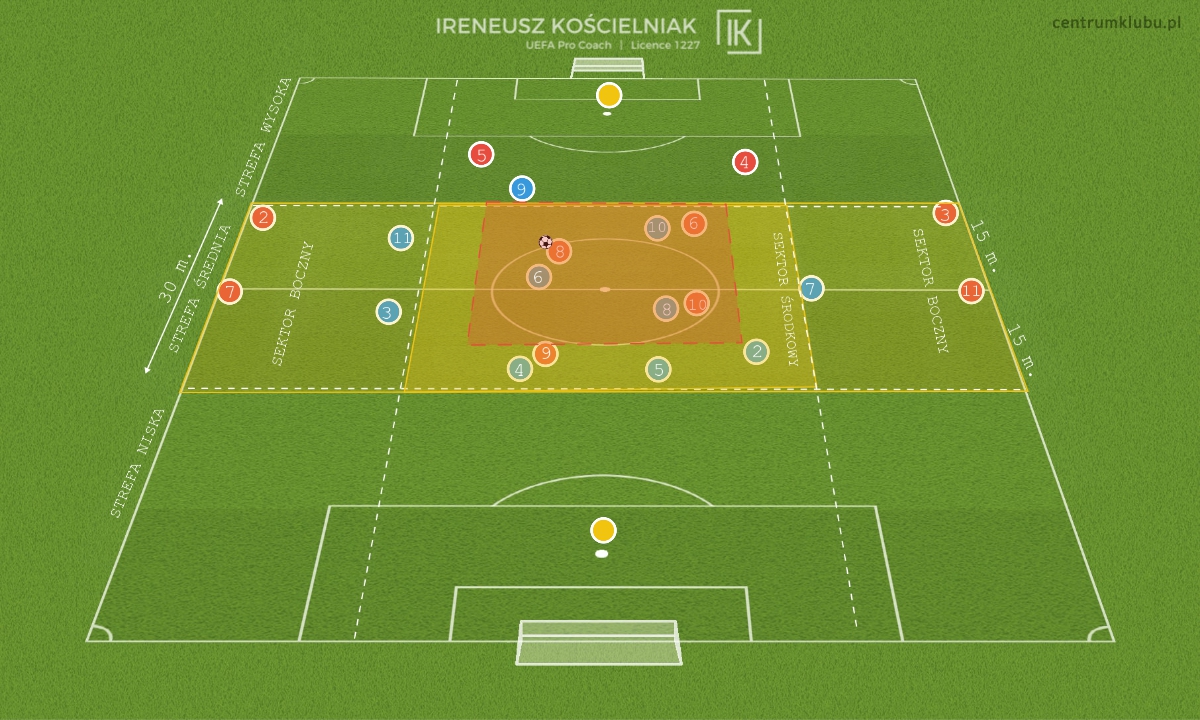 IRENEUSZ KOŚCIELNIAK
UEFA Pro Coach | Licence 1227
IK
centrumklubu.pl
STREFA WYSOKA
5
4
9
2
3
11
10
6
8
15 m.
30 m.
STREFA ŚREDNIA
SEKTOR BOCZNY
6
SEKTOR ŚRODKOWY
SEKTOR BOCZNY
7
7
11
3
8
10
15 m.
9
2
4
5
STREFA NISKA